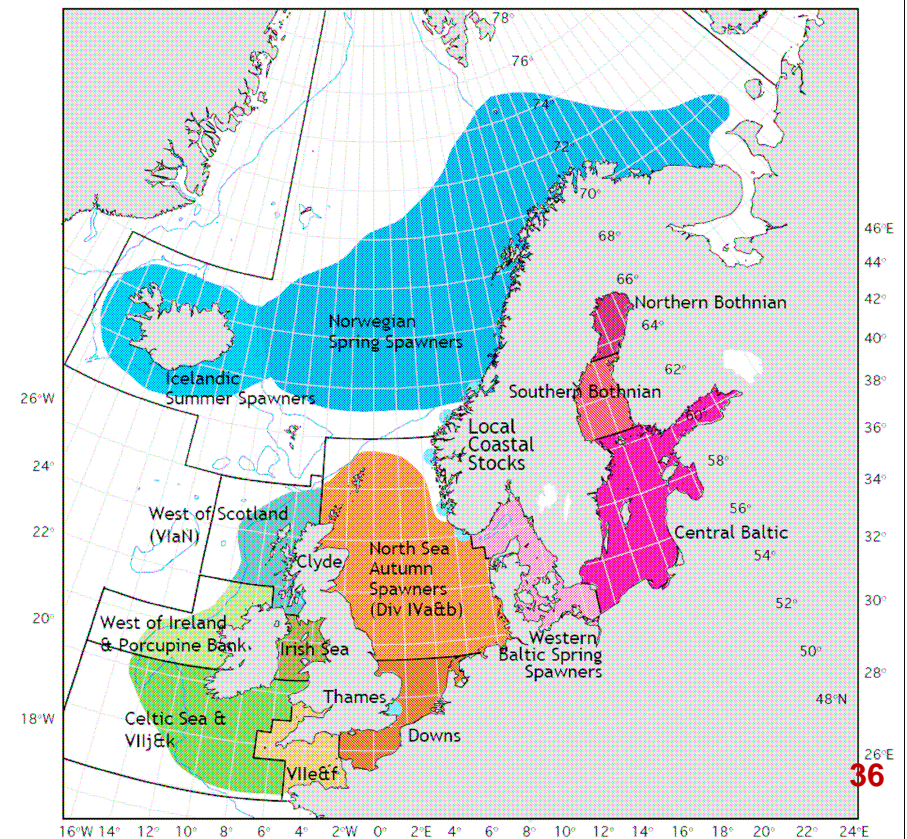 78°
76°
74°
72°
70°
68°
46°E
44°
66°
42°
Northern Bothnian
64°
Norwegian
Spring Spawners
40°
62°
38°
Icelandic
Summer Spawners
Southern Bothnian
26°W
60°
36°
Local
Coastal
Stocks
24°
58°
34°
West of Scotland
(VIaN)
56°
22°
Central Baltic
32°
North Sea
Autumn
Spawners
(Div IVa&b)
Clyde
54°
20°
52°
30°
West of Ireland
& Porcupine Bank
Irish Sea
Western
Baltic Spring
Spawners
50°
28°
Thames
48°N
18°W
Celtic Sea &
VIIj&k
Downs
26°E
VIIe&f
36
16°W 14° 12° 10° 8° 6° 4° 2°W 0° 2°E 4° 6° 8° 10° 12° 14° 16° 18° 20° 22° 24°E